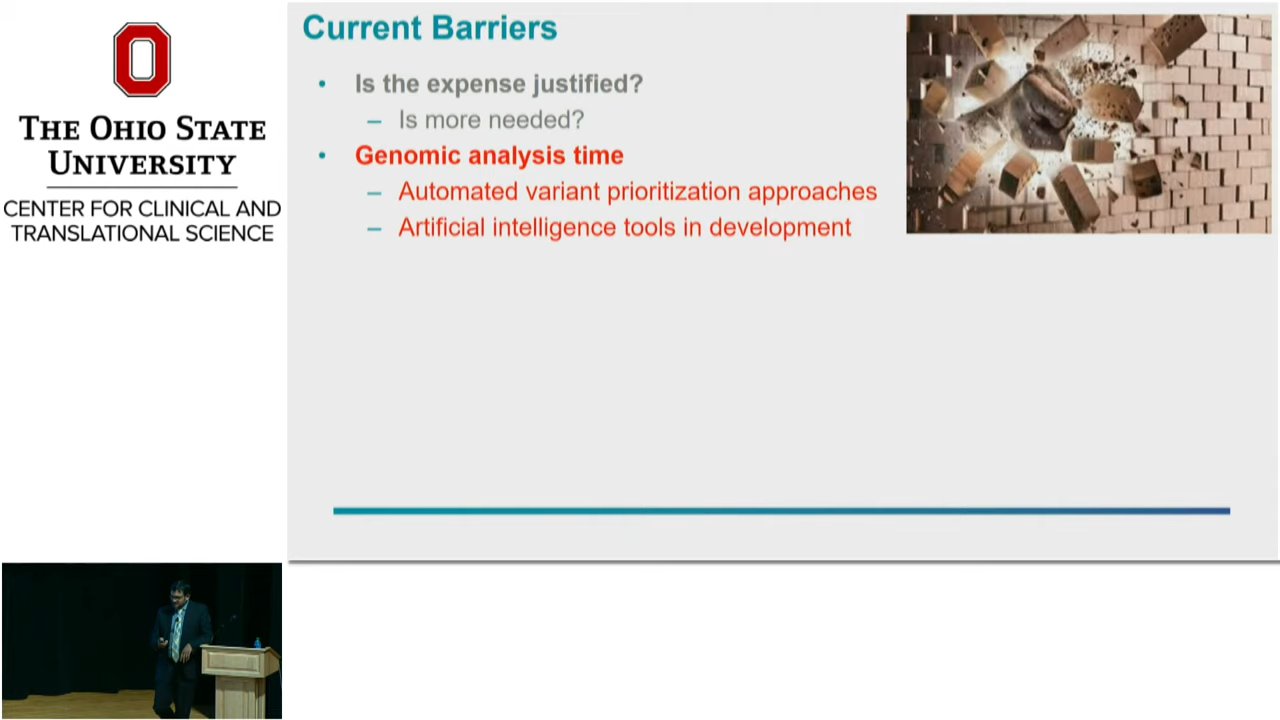 THE OHIO STATE
UNIVERSITY
CENTER FOR CLINICAL AND
TRANSLATIONAL SCIENCE
Current Barriers
• Is the expense justified?
– Is more needed?
• Genomic analysis time
– Automated variant prioritization approaches
– Artificial intelligence tools in development